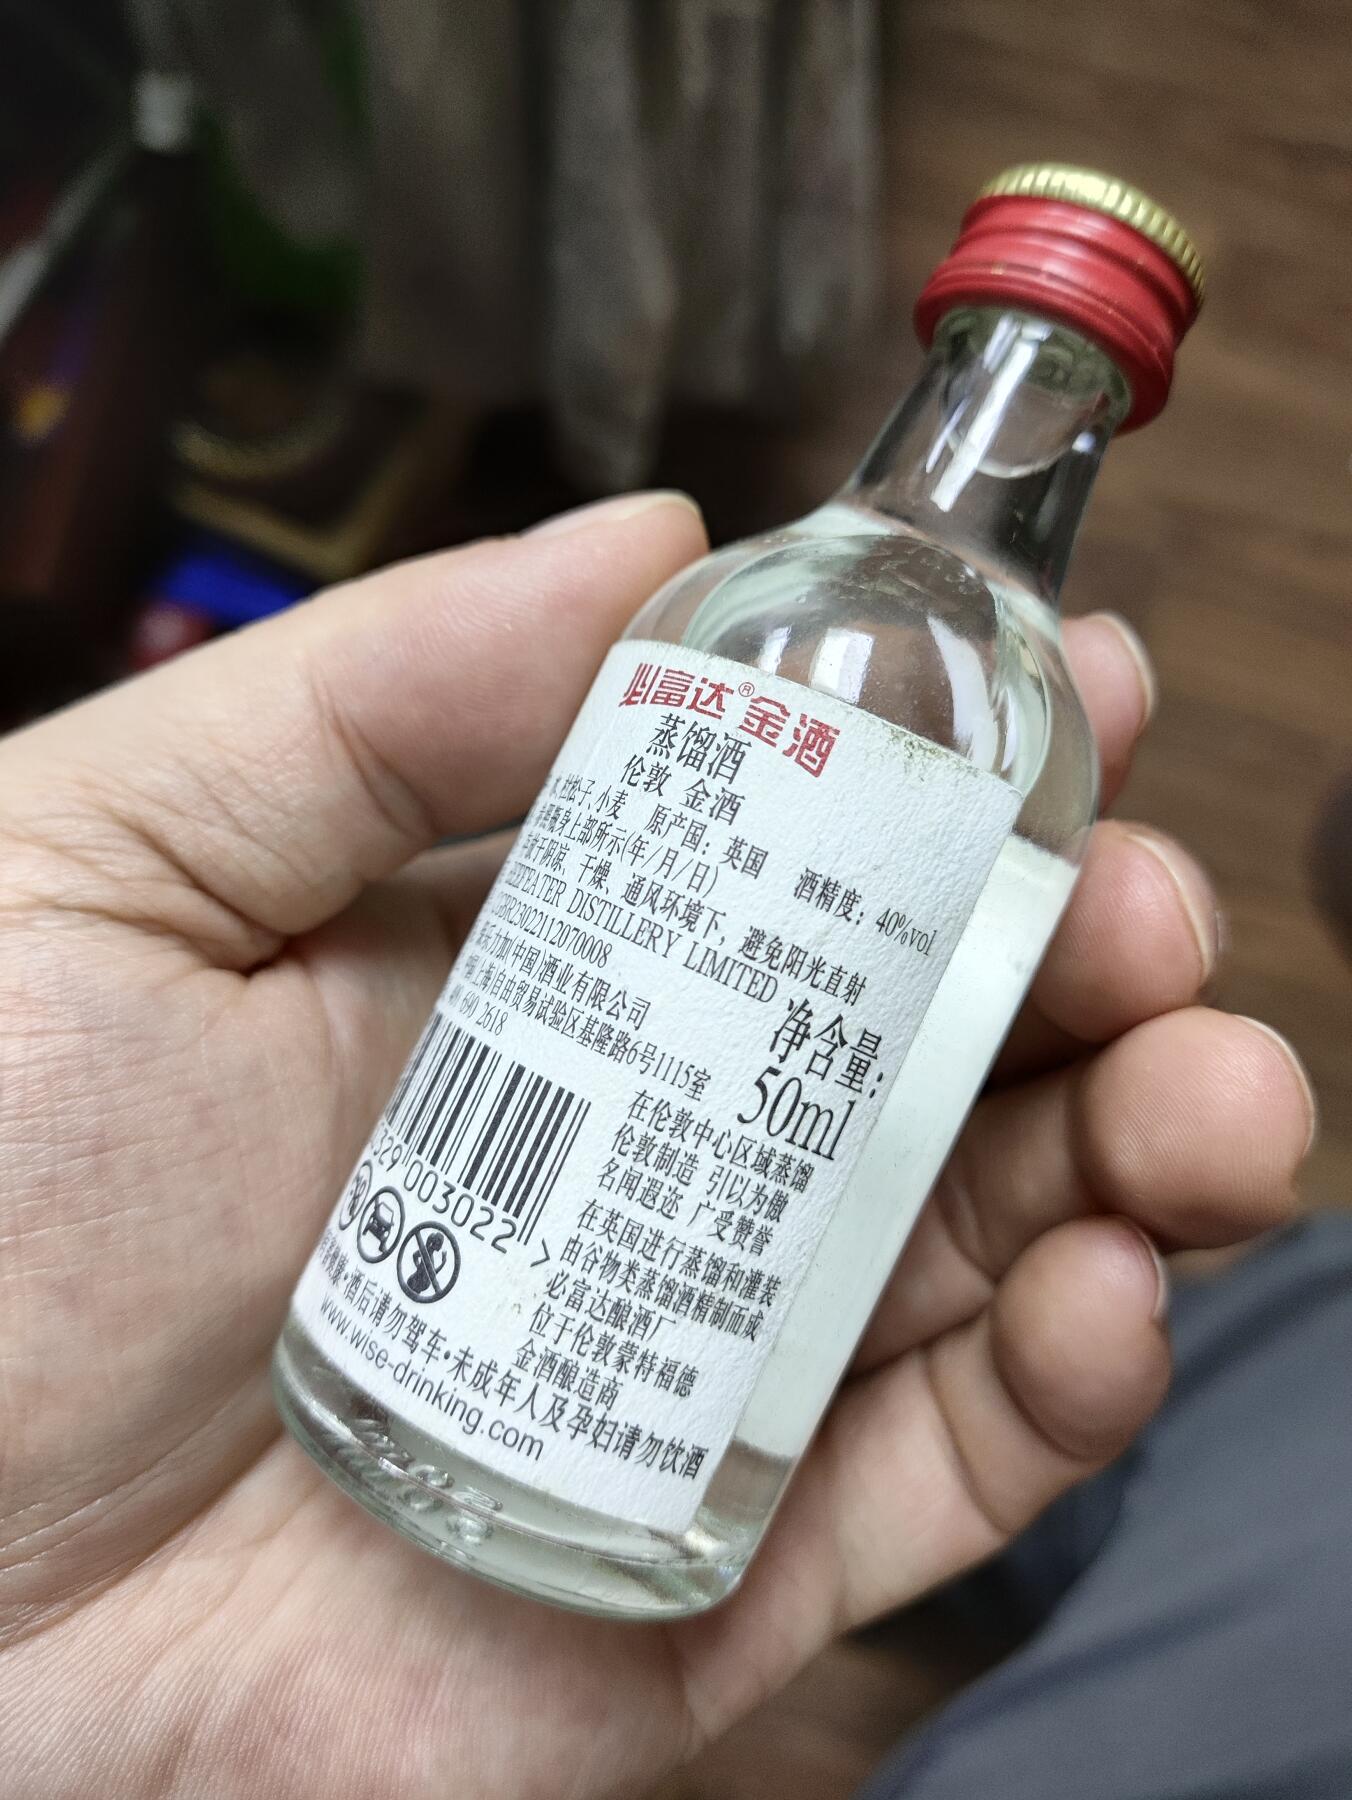 必富达® 金酒
蒸馏酒
伦敦 金酒
水、杜松子、小麦 原产国：英国 酒精度：40%vol
瓶身上部所示(年/月/日)
于阴凉、干燥、通风环境下，避免阳光直射
BEEFEATER DISTILLERY LIMITED
23022112070008
乐加(中国)酒业有限公司
上海)自由贸易试验区基隆路6号1115室
2618
净含量:
50ml
329 003022 >
在伦敦中心区域蒸馏
伦敦制造 引以为傲
名闻遐迩 广受赞誉
在英国进行蒸馏和灌装
由谷物类蒸馏酒精制而成
必富达酿酒厂
位于伦敦蒙特福德
金酒酿造商
健康•酒后请勿驾车•未成年人及孕妇请勿饮酒
www.wise-drinking.com